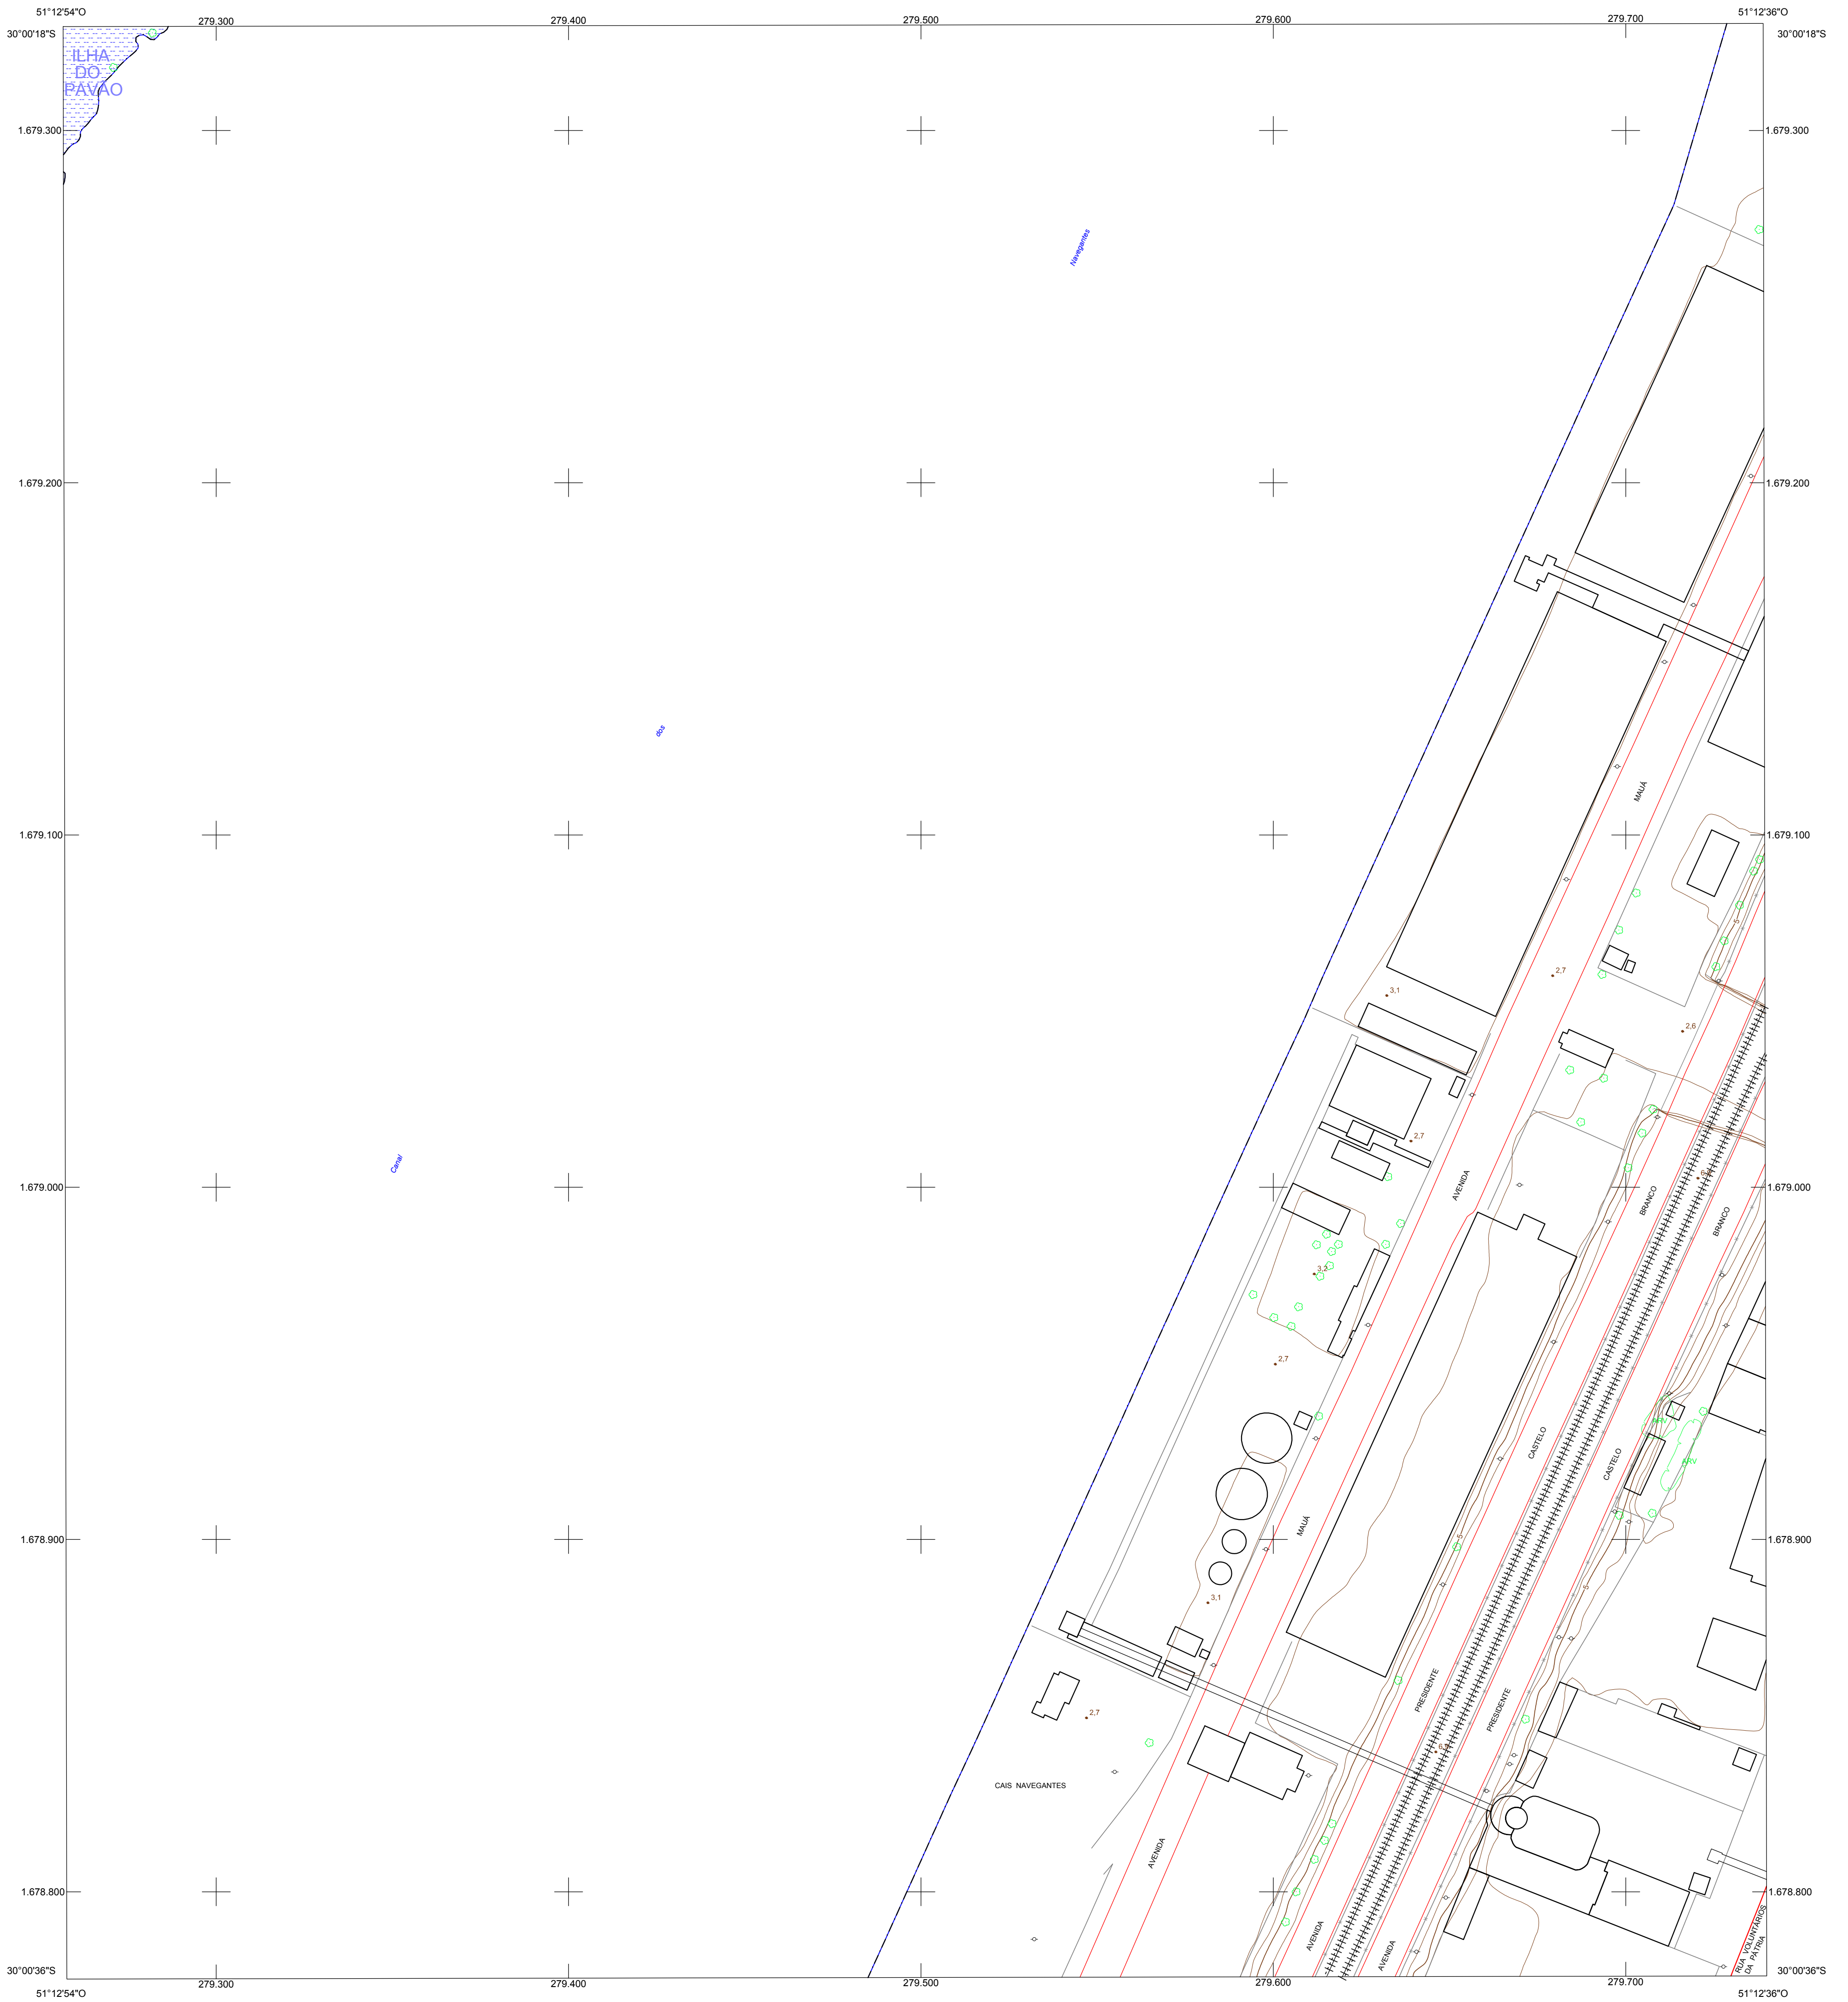 51°12'54"O
279.300
279.400
279.500
279.600
279.700
51°12'36"O
30°00'18"S
30°00'18"S
ILHA
DO
PAVAO
1.679.300
1.679.300
Navegantes
1.679.200
1.679.200
dos
MAUÁ
1.679.100
1.679.100
5
2,7
3,1
2,6
2,7
Canal
1.679.000
1.679.000
AVENIDA
BRANCO
BRANCO
3,2
2,7
ARV
ARV
CASTELO
CASTELO
MAUÁ
5
1.678.900
1.678.900
5
3,1
PRESIDENTE
PRESIDENTE
2,7
CAIS NAVEGANTES
AVENIDA
1.678.800
1.678.800
AVENIDA
AVENIDA
RUA VOLUNTÁRIOS
DA PÁTRIA
30°00'36"S
30°00'36"S
279.300
279.400
279.500
279.600
279.700
51°12'54"O
51°12'36"O